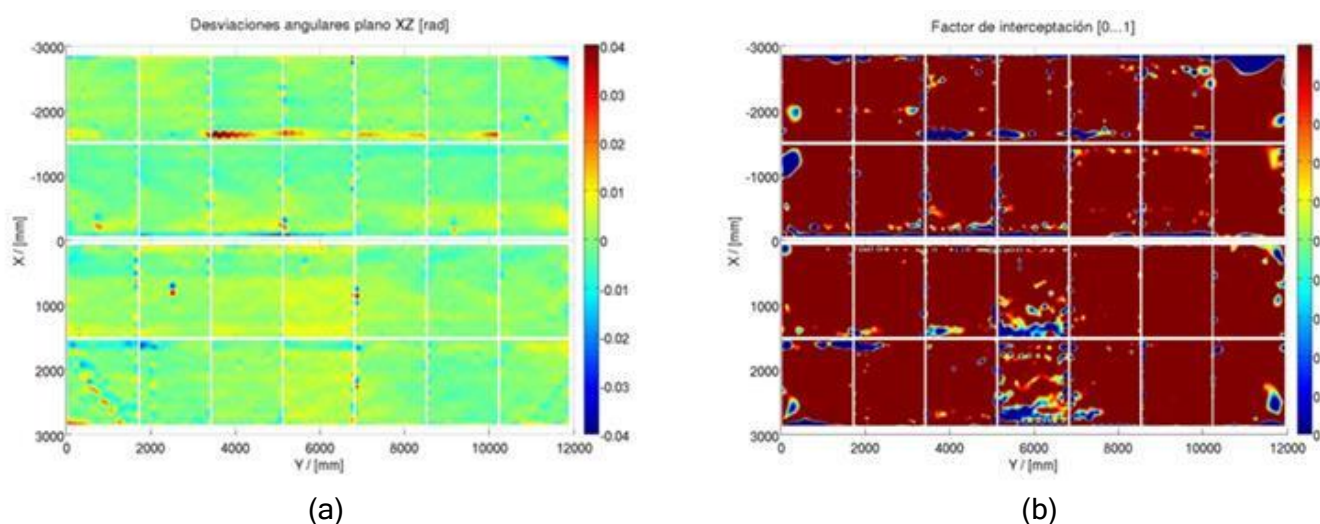 Desviaciones angulares plano XZ [rad]
-3000
-2000
-1000
0
1000
2000
3000
X / [mm]
0 2000 4000 6000 8000 10000 12000
Y / [mm]
0.04
0.03
0.02
0.01
0
-0.01
-0.02
-0.03
-0.04
(a)
Factor de interceptación [0...1]
-3000
-2000
-1000
0
1000
2000
3000
X / [mm]
0 2000 4000 6000 8000 10000 12000
Y / [mm]
(b)